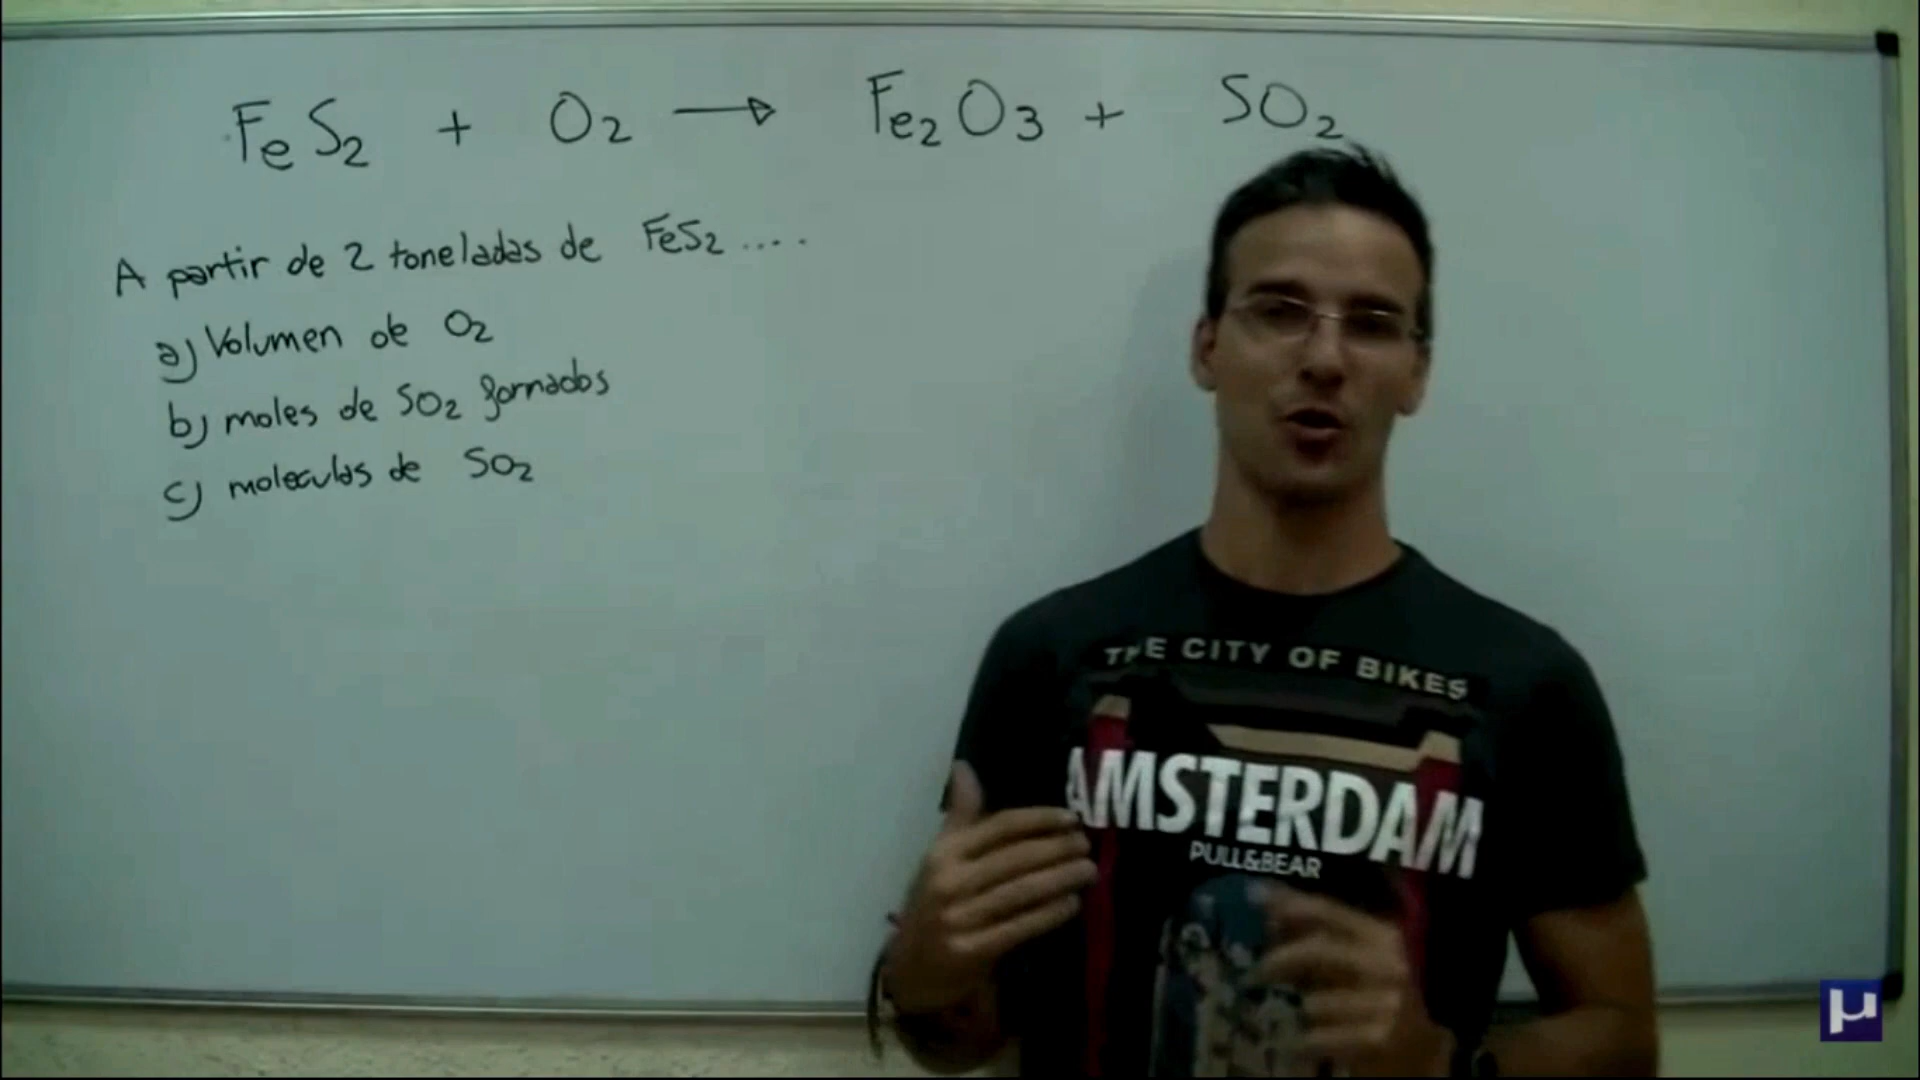 FeS2 + O2 → Fe2O3 + SO2
A partir de 2 toneladas de FeS2 ....
a) Volumen de O2
b) moles de SO2 formados
c) moleculas de SO2
THE CITY OF BIKES
AMSTERDAM
PULL&BEAR
μ